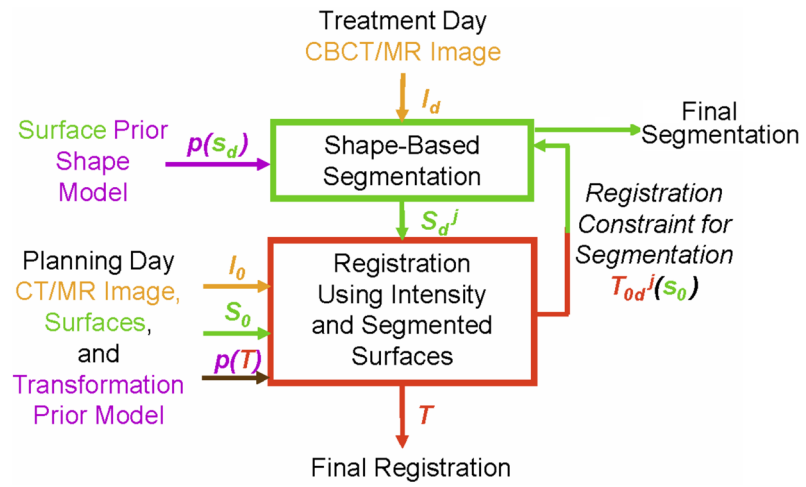 Treatment Day
CBCT/MR Image
I_d
Final
Segmentation
Surface Prior
Shape
Model
p(s_d)
Shape-Based
Segmentation
S_d^j
Registration
Constraint for
Segmentation
T_0d^j(s_0)
Planning Day
CT/MR Image,
Surfaces,
and
Transformation
Prior Model
I_0
S_0
p(T)
Registration
Using Intensity
and Segmented
Surfaces
T
Final Registration